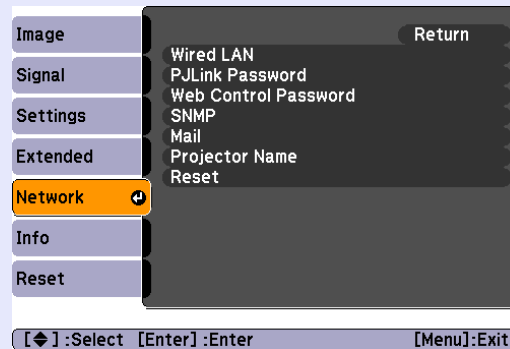 Image
Signal
Settings
Extended
Network
Info
Reset
Return
Wired LAN
PJLink Password
Web Control Password
SNMP
Mail
Projector Name
Reset
[◆] :Select [Enter] :Enter [Menu]:Exit